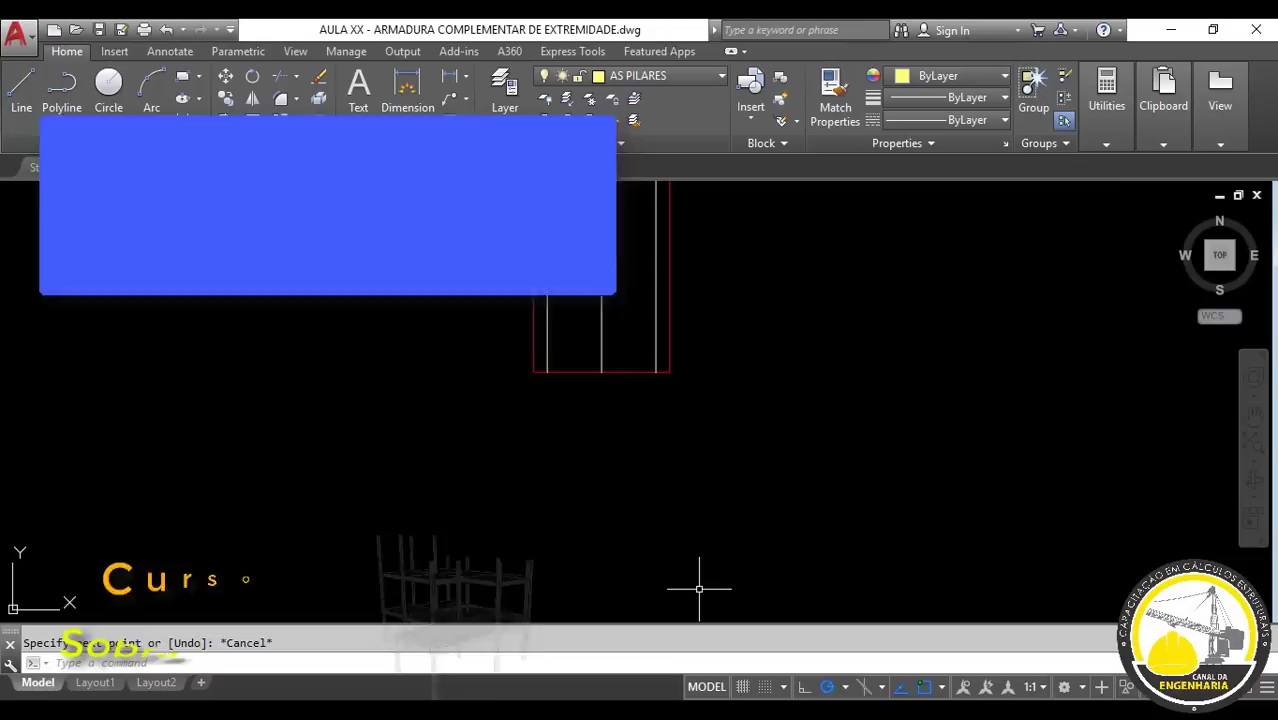 AULA XX - ARMADURA COMPLEMENTAR DE EXTREMIDADE.dwg
Type a keyword or phrase
Sign In
Home Insert Annotate Parametric View Manage Output Add-ins A360 Express Tools Featured Apps
AS PILARES
ByLayer
ByLayer
ByLayer
Line Polyline Circle Arc Text Dimension Layer Insert Match Properties Group Utilities Clipboard View
Block Properties Groups
St
N
W TOP E
S
WCS
Y
X
Curso
Specify next point or [Undo]: *Cancel*
Type a command
Model Layout1 Layout2
MODEL
1:1
CAPACITAÇÃO EM CÁLCULOS ESTRUTURAIS
CANAL DA
ENGENHARIA